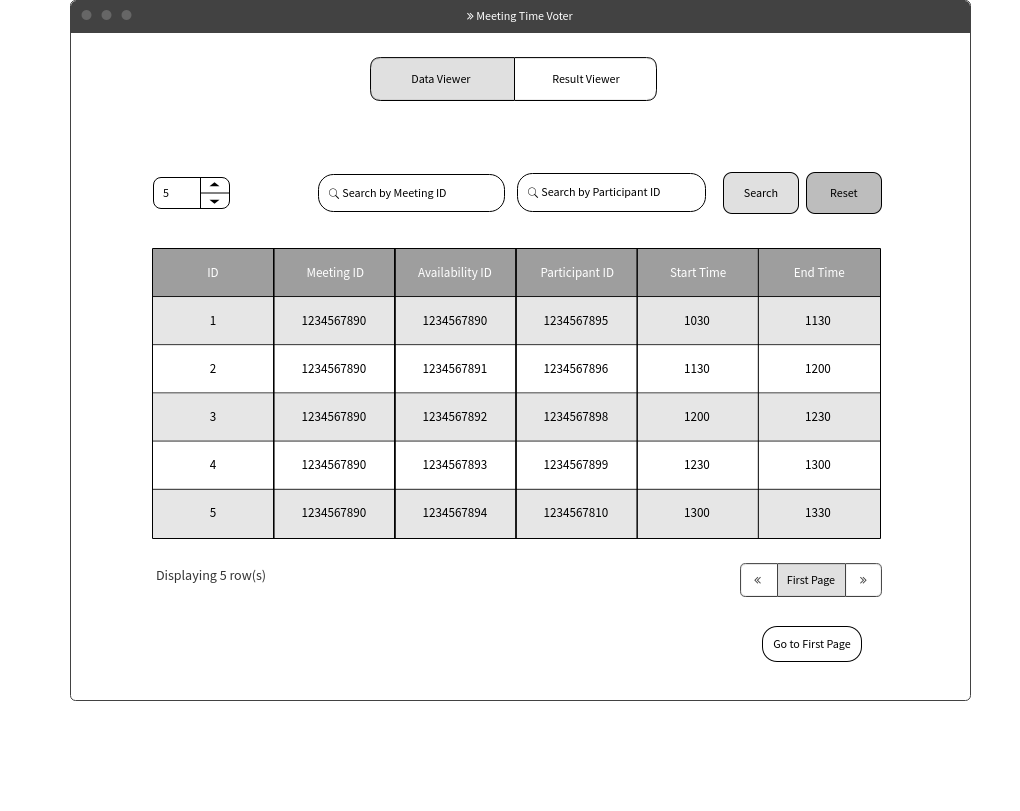 » Meeting Time Voter
Data Viewer Result Viewer
5 Search by Meeting ID Search by Participant ID Search Reset
ID Meeting ID Availability ID Participant ID Start Time End Time
1 1234567890 1234567890 1234567895 1030 1130
2 1234567890 1234567891 1234567896 1130 1200
3 1234567890 1234567892 1234567898 1200 1230
4 1234567890 1234567893 1234567899 1230 1300
5 1234567890 1234567894 1234567810 1300 1330
Displaying 5 row(s) « First Page »
Go to First Page